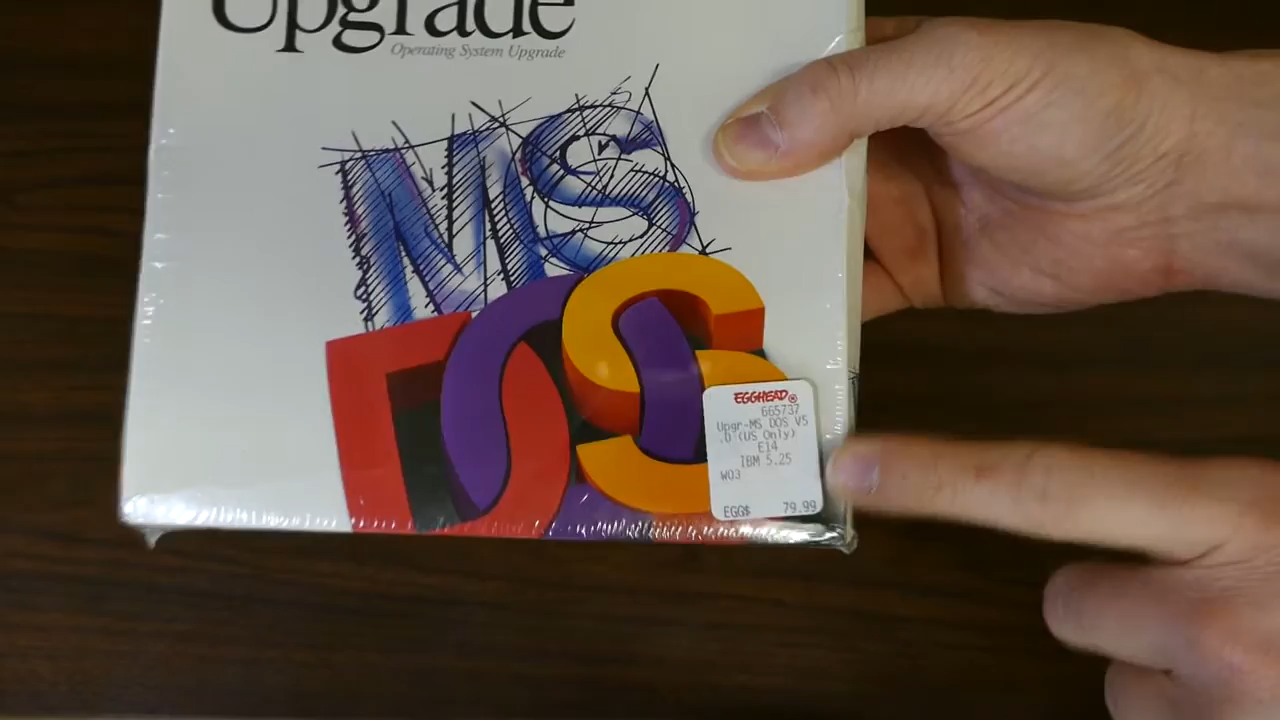 Upgrade
Operating System Upgrade
MS
DOS
EGGHEAD®
665737
Upgr-MS DOS V5
.0 (US Only)
E14
IBM 5.25
W03
EGG$ 79.99